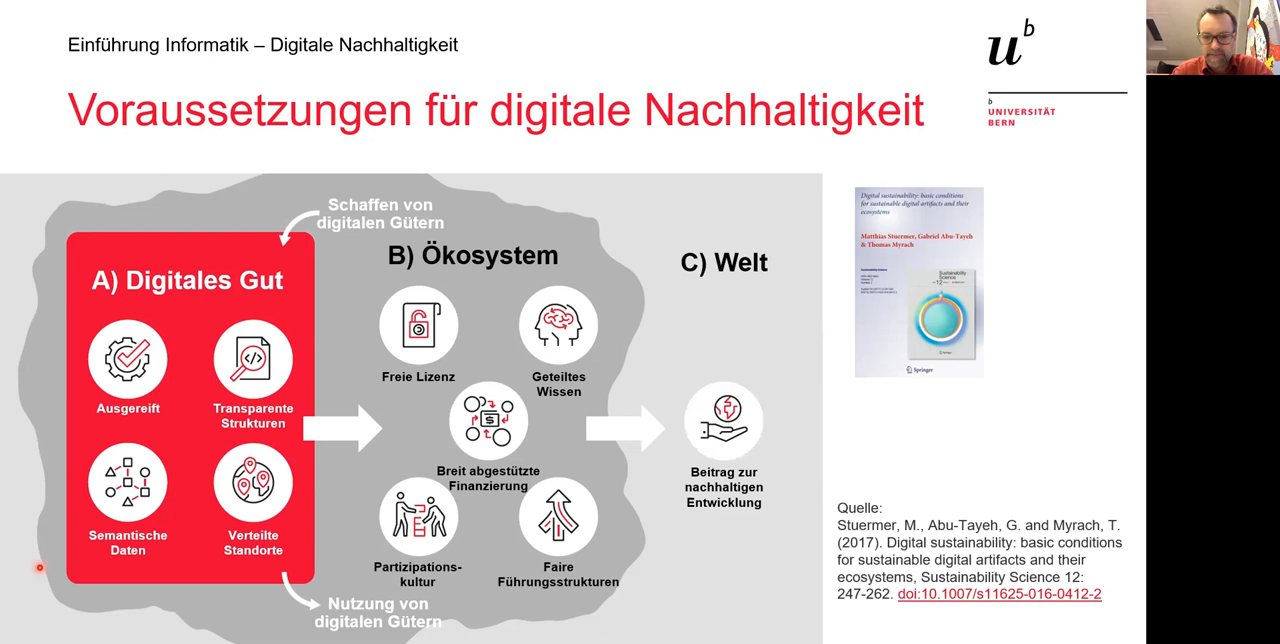 Einführung Informatik – Digitale Nachhaltigkeit
Voraussetzungen für digitale Nachhaltigkeit
u^b
b
UNIVERSITÄT
BERN
Schaffen von
digitalen Gütern
A) Digitales Gut
Ausgereift
Transparente
Strukturen
Semantische
Daten
Verteilte
Standorte
Nutzung von
digitalen Gütern
B) Ökosystem
Freie Lizenz
Geteiltes
Wissen
$
Breit abgestützte
Finanzierung
Partizipations-
kultur
Faire
Führungsstrukturen
C) Welt
Beitrag zur
nachhaltigen
Entwicklung
Digital sustainability: basic conditions
for sustainable digital artifacts and their
ecosystems
Matthias Stuermer, Gabriel Abu-Tayeh
& Thomas Myrach
Sustainability Science
Sustainability
Science
12
Springer
Quelle:
Stuermer, M., Abu-Tayeh, G. and Myrach, T.
(2017). Digital sustainability: basic conditions
for sustainable digital artifacts and their
ecosystems, Sustainability Science 12:
247-262. doi:10.1007/s11625-016-0412-2